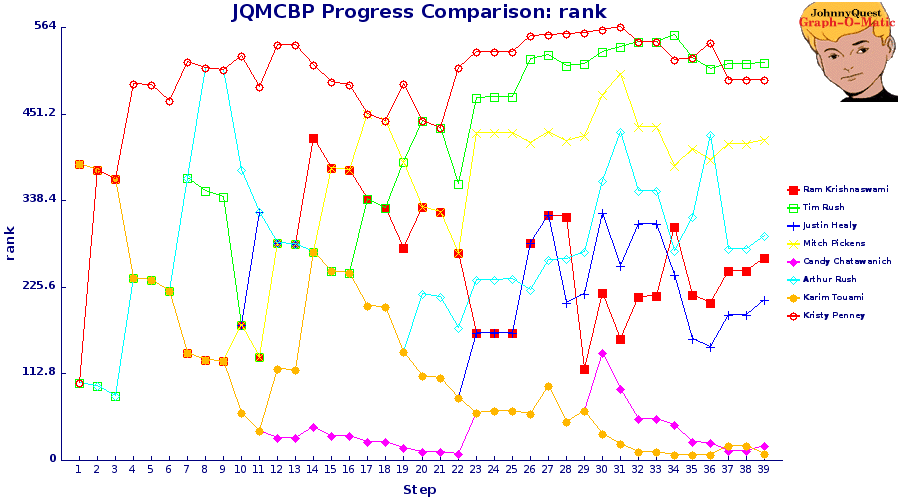 JQMCBP Progress Comparison: rank
JohnnyQuest
Graph-O-Matic
564
451.2
338.4
225.6
112.8
0
rank
1 2 3 4 5 6 7 8 9 10 11 12 13 14 15 16 17 18 19 20 21 22 23 24 25 26 27 28 29 30 31 32 33 34 35 36 37 38 39
Step
Ram Krishnaswami
Tim Rush
Justin Healy
Mitch Pickens
Candy Chatawanich
Arthur Rush
Karim Touami
Kristy Penney